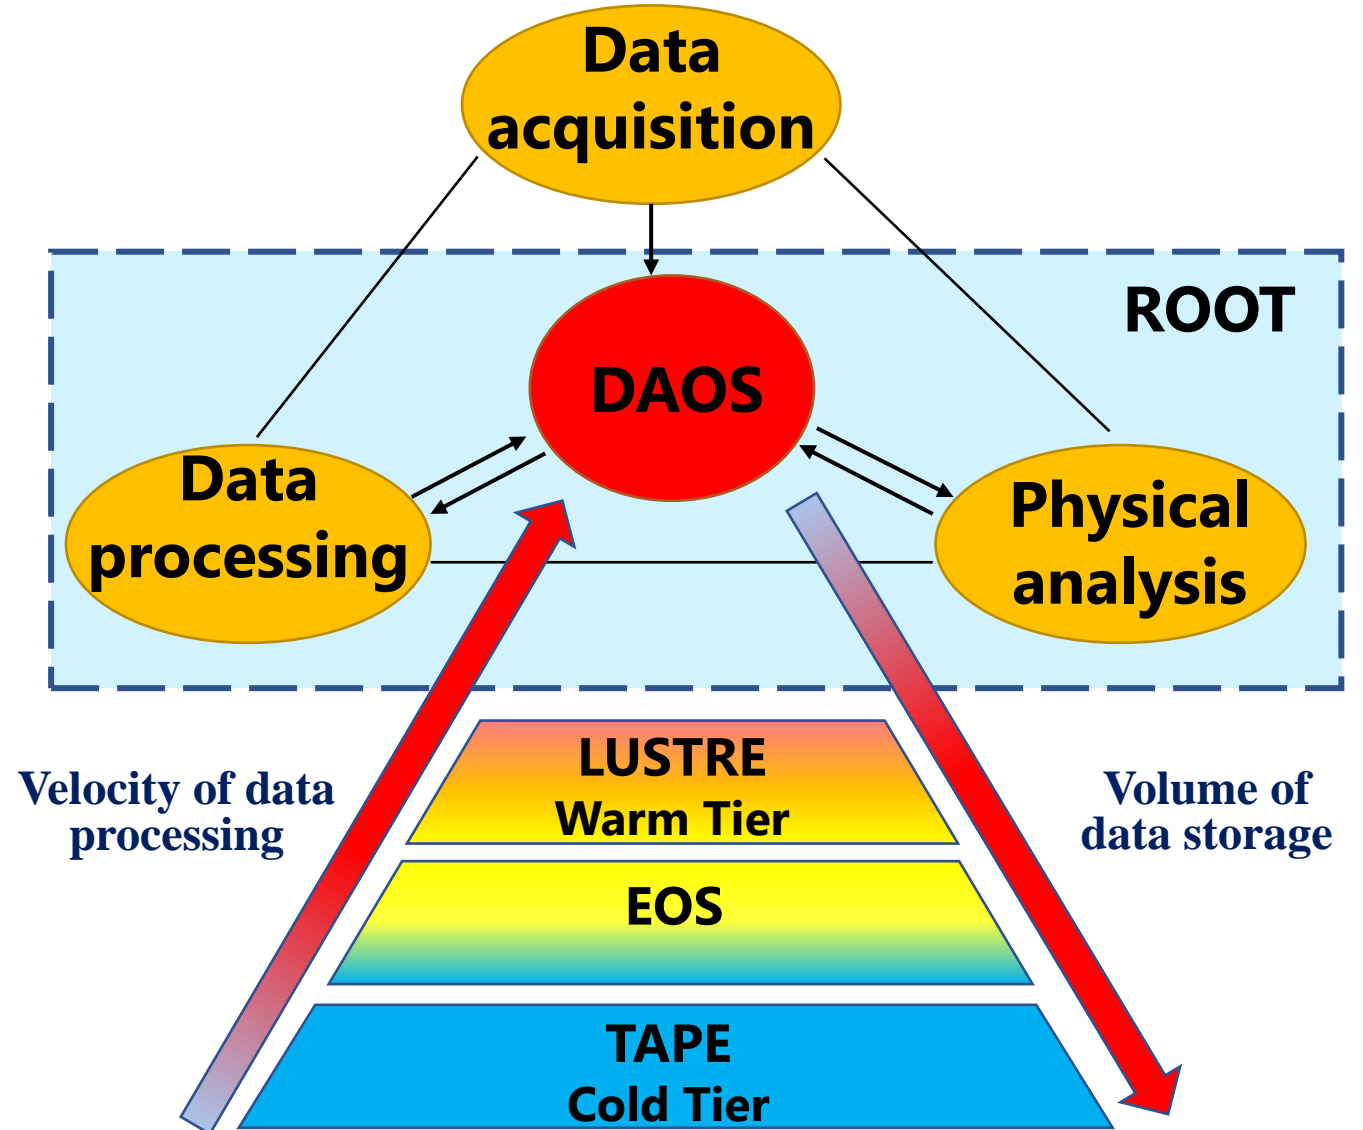 Data
acquisition
ROOT
DAOS
Data
processing
Physical
analysis
LUSTRE
Warm Tier
Velocity of data
processing
Volume of
data storage
EOS
TAPE
Cold Tier